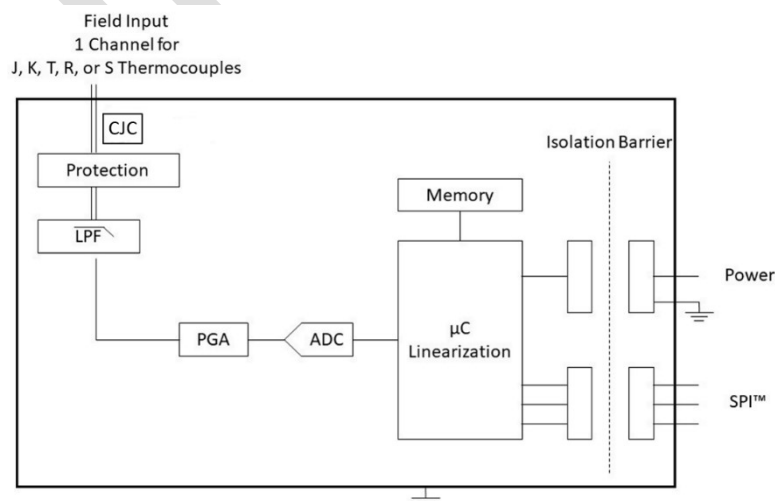 Field Input
1 Channel for
J, K, T, R, or S Thermocouples
CJC
Isolation Barrier
Protection
Memory
LPF
Power
PGA
ADC
µC
Linearization
SPI™